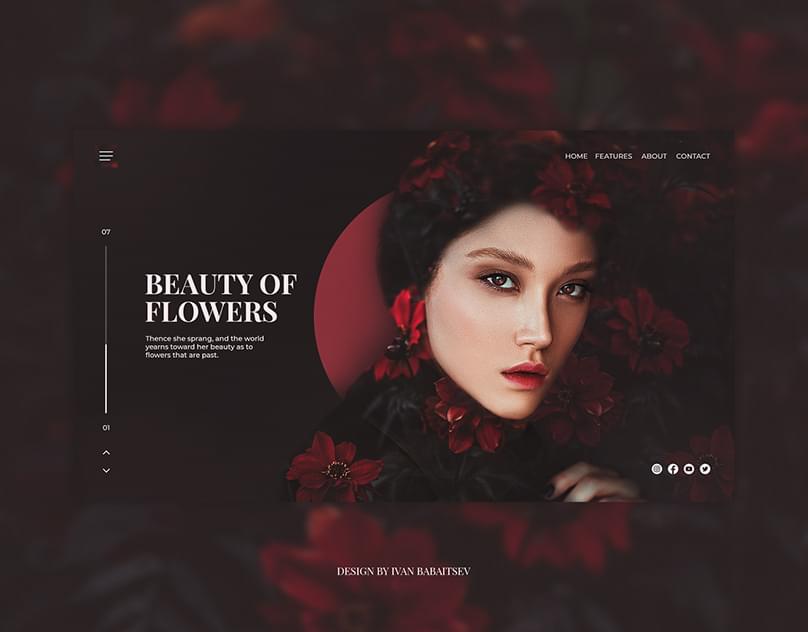 HOME FEATURES ABOUT CONTACT
07
BEAUTY OF
FLOWERS
Thence she sprang, and the world
yearns toward her beauty as to
flowers that are past.
01
DESIGN BY IVAN BABAITSEV